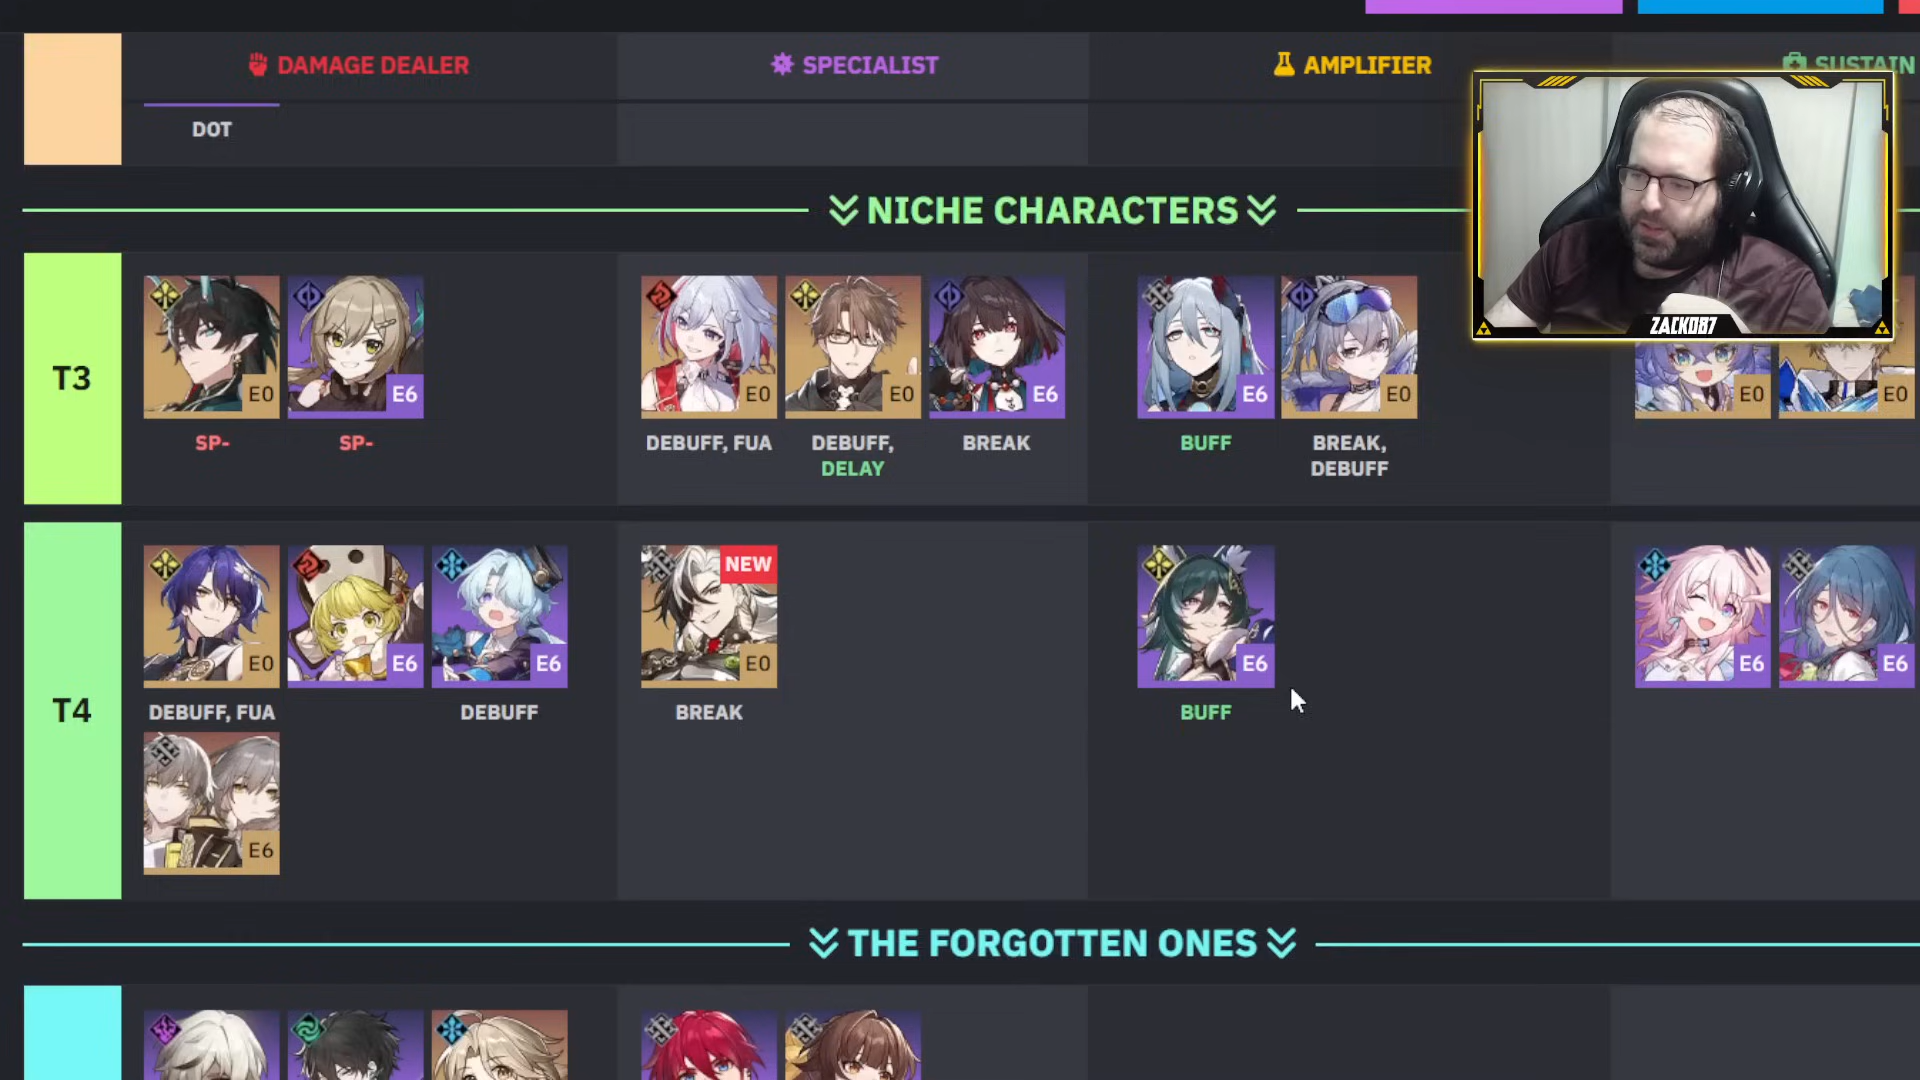 DAMAGE DEALER
SPECIALIST
AMPLIFIER
SUSTAIN
DOT
NICHE CHARACTERS
ZACK087
T3
E0
E6
E0
E0
E6
E6
E0
E0
E0
SP-
SP-
DEBUFF, FUA
DEBUFF,
DELAY
BREAK
BUFF
BREAK,
DEBUFF
T4
NEW
E0
E6
E6
E0
E6
E6
E6
DEBUFF, FUA
DEBUFF
BREAK
BUFF
E6
THE FORGOTTEN ONES